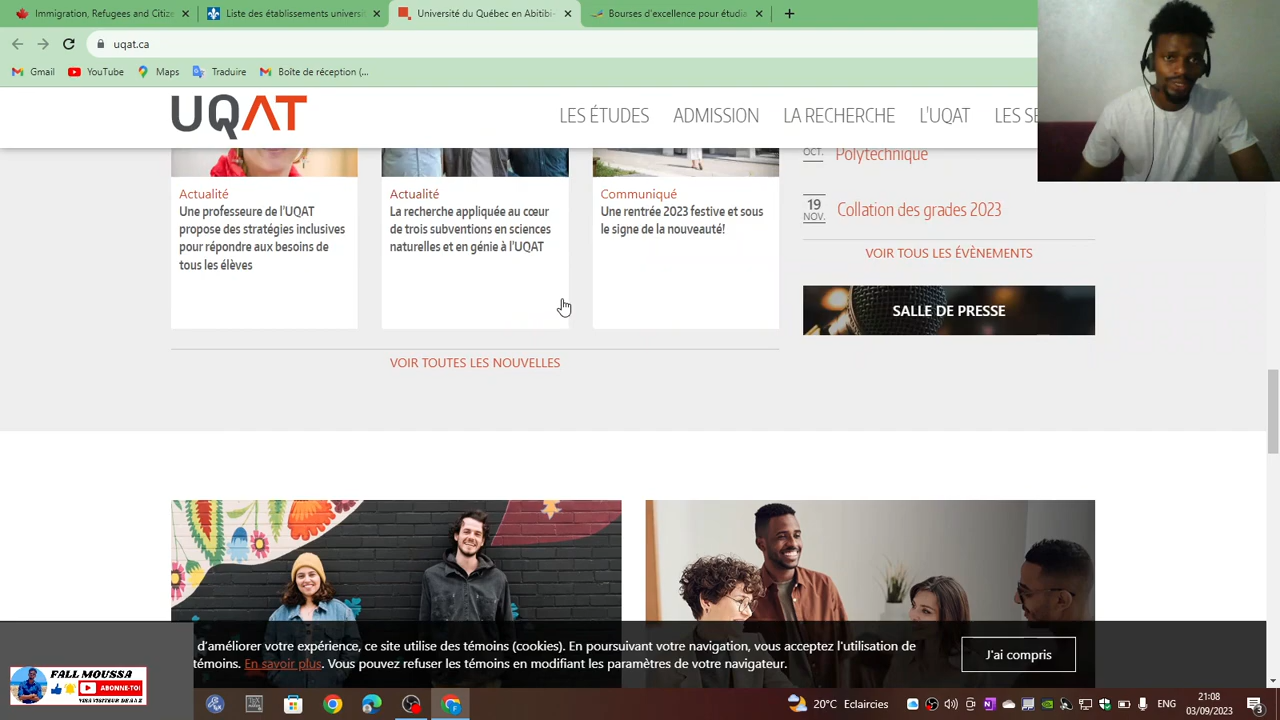 Immigration, Refugees and Citize
Liste des établissements universi
Université du Québec en Abitibi-
Bourses d'excellence pour étudia
uqat.ca
Gmail
YouTube
Maps
Traduire
Boîte de réception (...
UQAT
LES ÉTUDES
ADMISSION
LA RECHERCHE
L'UQAT
LES SE
OCT.
Polytechnique
Actualité
Une professeure de l'UQAT
propose des stratégies inclusives
pour répondre aux besoins de
tous les élèves
Actualité
La recherche appliquée au cœur
de trois subventions en sciences
naturelles et en génie à l'UQAT
Communiqué
Une rentrée 2023 festive et sous
le signe de la nouveauté!
19
NOV.
Collation des grades 2023
VOIR TOUS LES ÉVÈNEMENTS
SALLE DE PRESSE
VOIR TOUTES LES NOUVELLES
d'améliorer votre expérience, ce site utilise des témoins (cookies). En poursuivant votre navigation, vous acceptez l'utilisation de
témoins. En savoir plus. Vous pouvez refuser les témoins en modifiant les paramètres de votre navigateur.
J'ai compris
FALL MOUSSA
ABONNE-TOI
VISA VISITEUR DE A à Z
20°C Eclaircies
ENG
21:08
03/09/2023
3